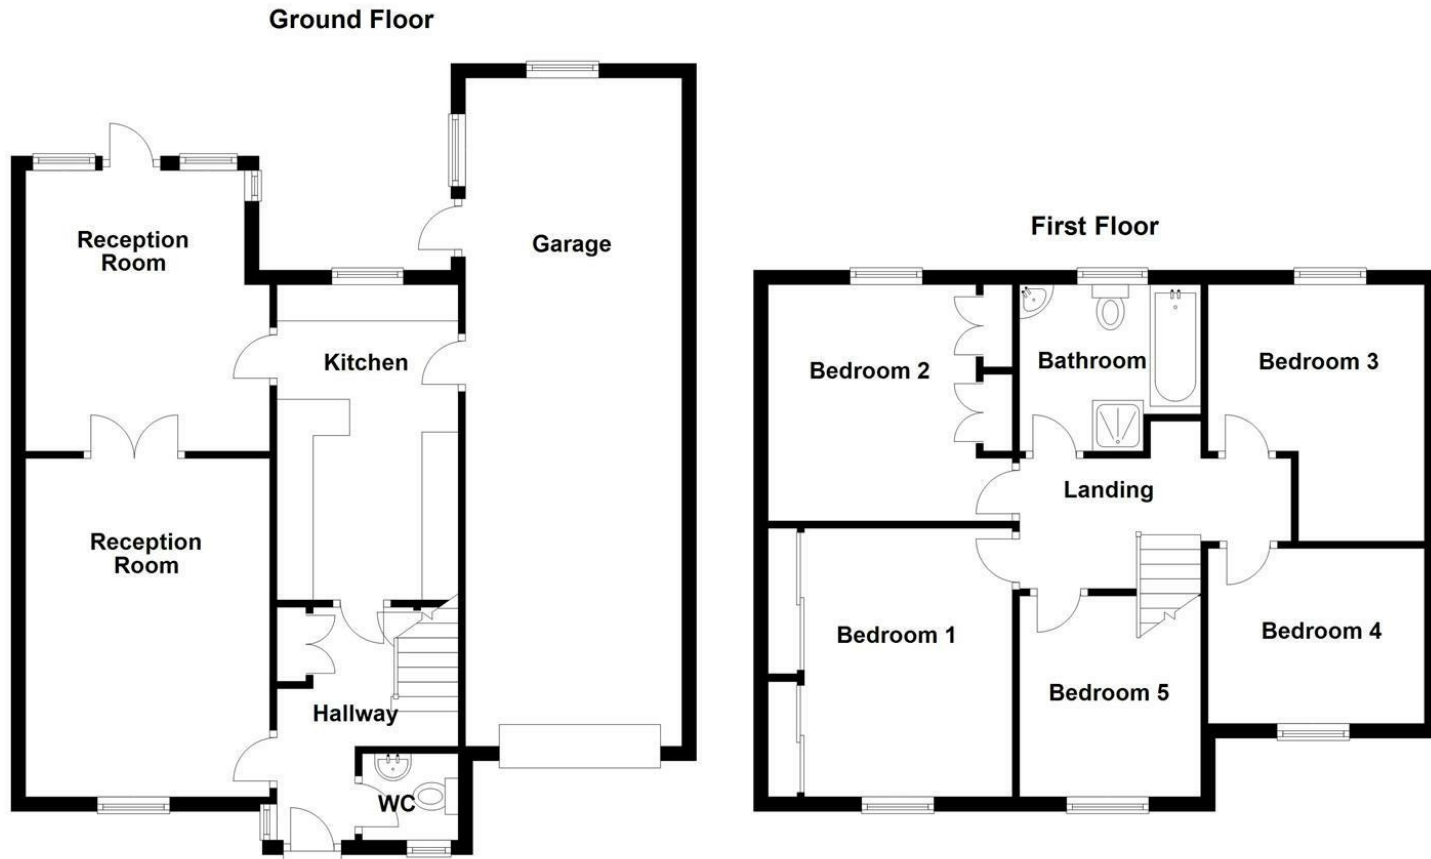 Ground Floor
Reception
Room
Garage
Kitchen
Reception
Room
Hallway
WC
First Floor
Bedroom 2
Bathroom
Bedroom 3
Landing
Bedroom 1
Bedroom 4
Bedroom 5